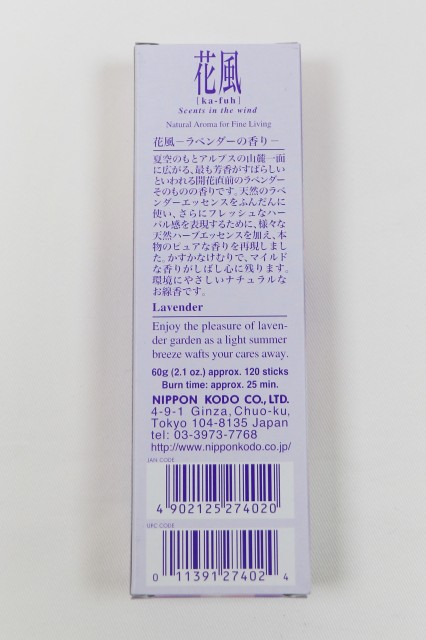 花風
[ka-fuh]
Scents in the wind
Natural Aroma for Fine Living
花風－ラベンダーの香り－
夏空のもとアルプスの山麓一面
に広がる、最も芳香がすばらしい
といわれる開花直前のラベンダー
そのものの香りです。天然のラベ
ンダーエッセンスをふんだんに
使い、さらにフレッシュなハー
バル感を表現するために、様々な
天然ハーブエッセンスを加え、本
物のピュアな香りを再現しまし
た。かすかなけむりで、マイルド
な香りがしばし心に残ります。
環境にやさしいナチュラルな
お線香です。
Lavender
Enjoy the pleasure of laven-
der garden as a light summer
breeze wafts your cares away.
60g (2.1 oz.) approx. 120 sticks
Burn time: approx. 25 min.
NIPPON KODO CO., LTD.
4-9-1 Ginza, Chuo-ku,
Tokyo 104-8135 Japan
tel: 03-3973-7768
http://www.nipponkodo.co.jp/
JAN CODE
4 902125 274020
UPC CODE
0 11391 27402 4